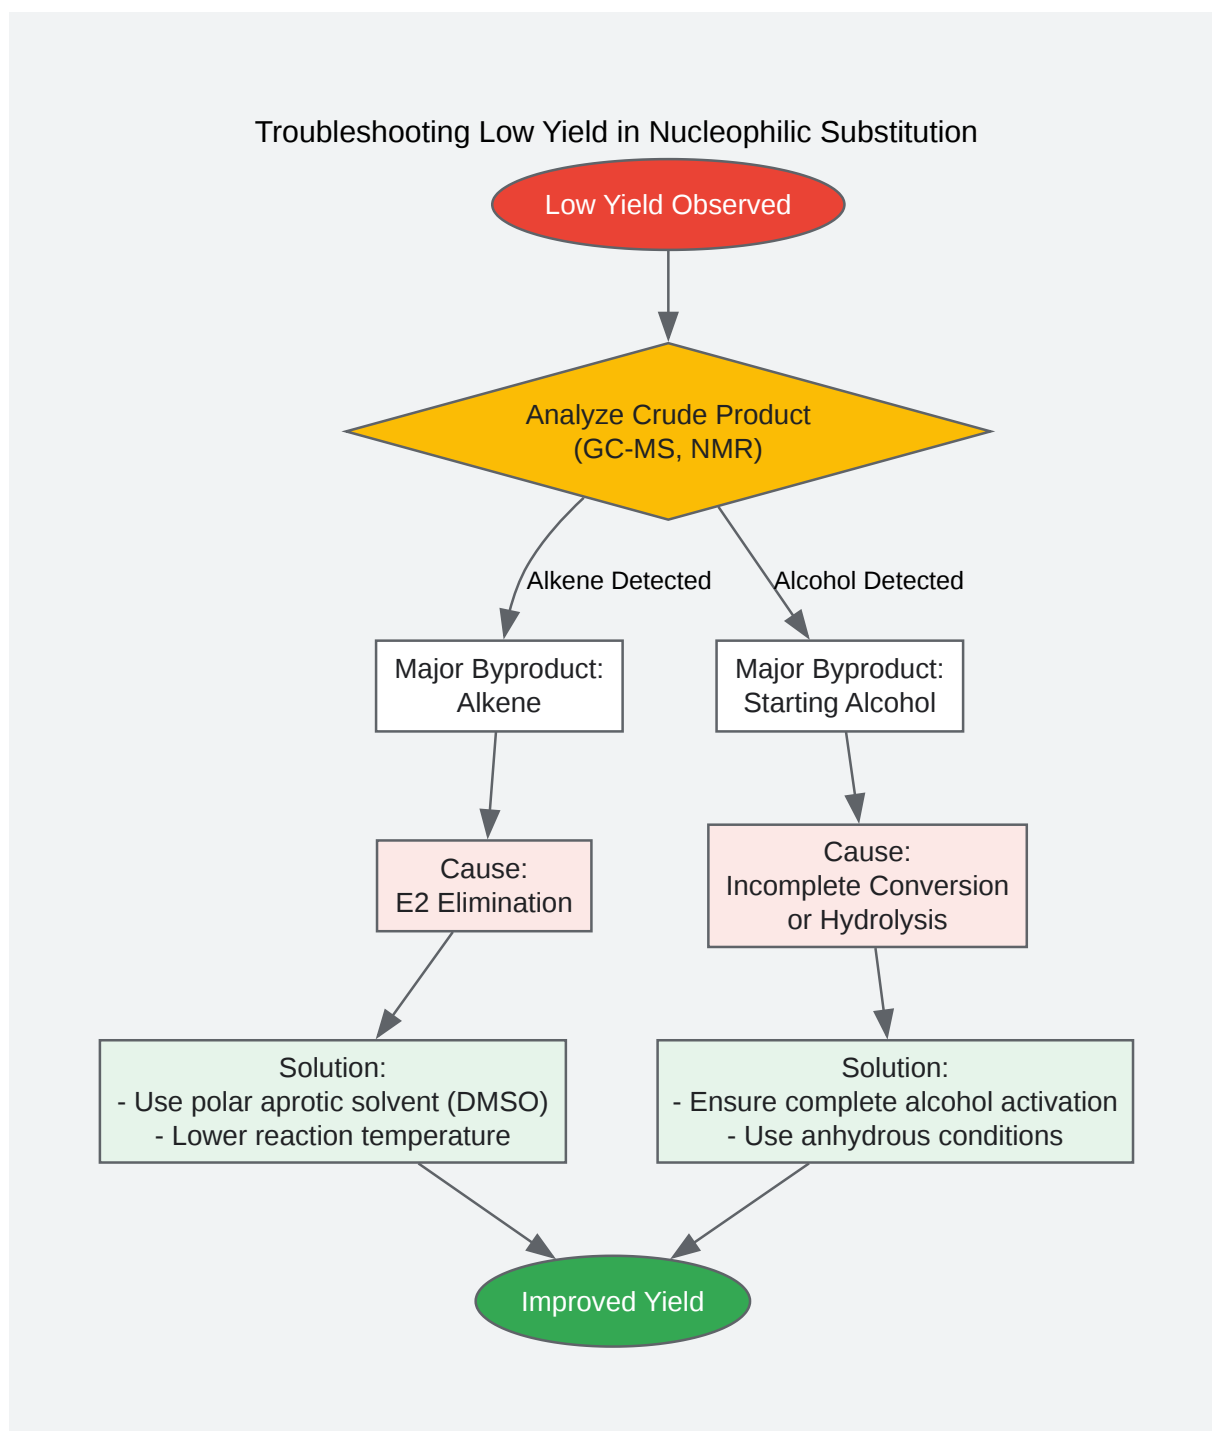 Troubleshooting Low Yield in Nucleophilic Substitution
Low Yield Observed
Analyze Crude Product
(GC-MS, NMR)
Alkene Detected
Alcohol Detected
Major Byproduct:
Alkene
Major Byproduct:
Starting Alcohol
Cause:
E2 Elimination
Cause:
Incomplete Conversion
or Hydrolysis
Solution:
- Use polar aprotic solvent (DMSO)
- Lower reaction temperature
Solution:
- Ensure complete alcohol activation
- Use anhydrous conditions
Improved Yield